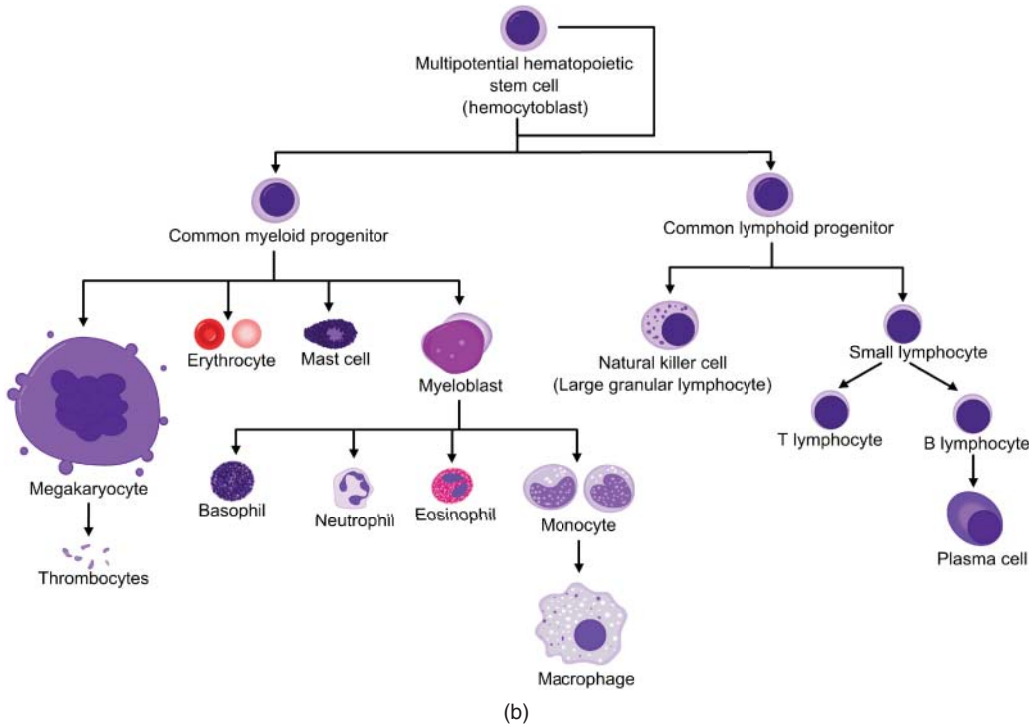 Multipotential hematopoietic
stem cell
(hemocytoblast)
Common myeloid progenitor
Common lymphoid progenitor
Erythrocyte
Mast cell
Myeloblast
Natural killer cell
(Large granular lymphocyte)
Small lymphocyte
T lymphocyte
B lymphocyte
Megakaryocyte
Basophil
Neutrophil
Eosinophil
Monocyte
Plasma cell
Thrombocytes
Macrophage
(b)